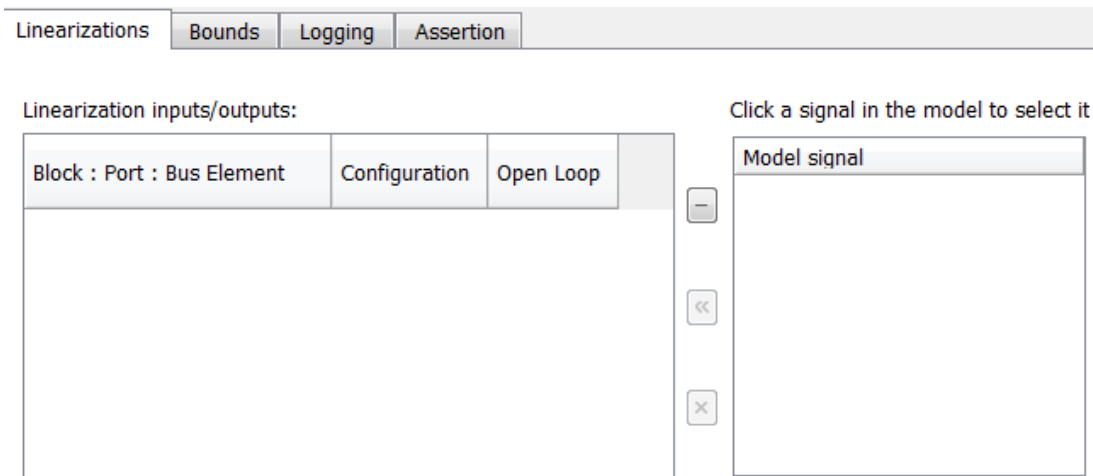 Linearizations Bounds Logging Assertion
Linearization inputs/outputs:
Click a signal in the model to select it
Block : Port : Bus Element Configuration Open Loop
Model signal
−
«
×